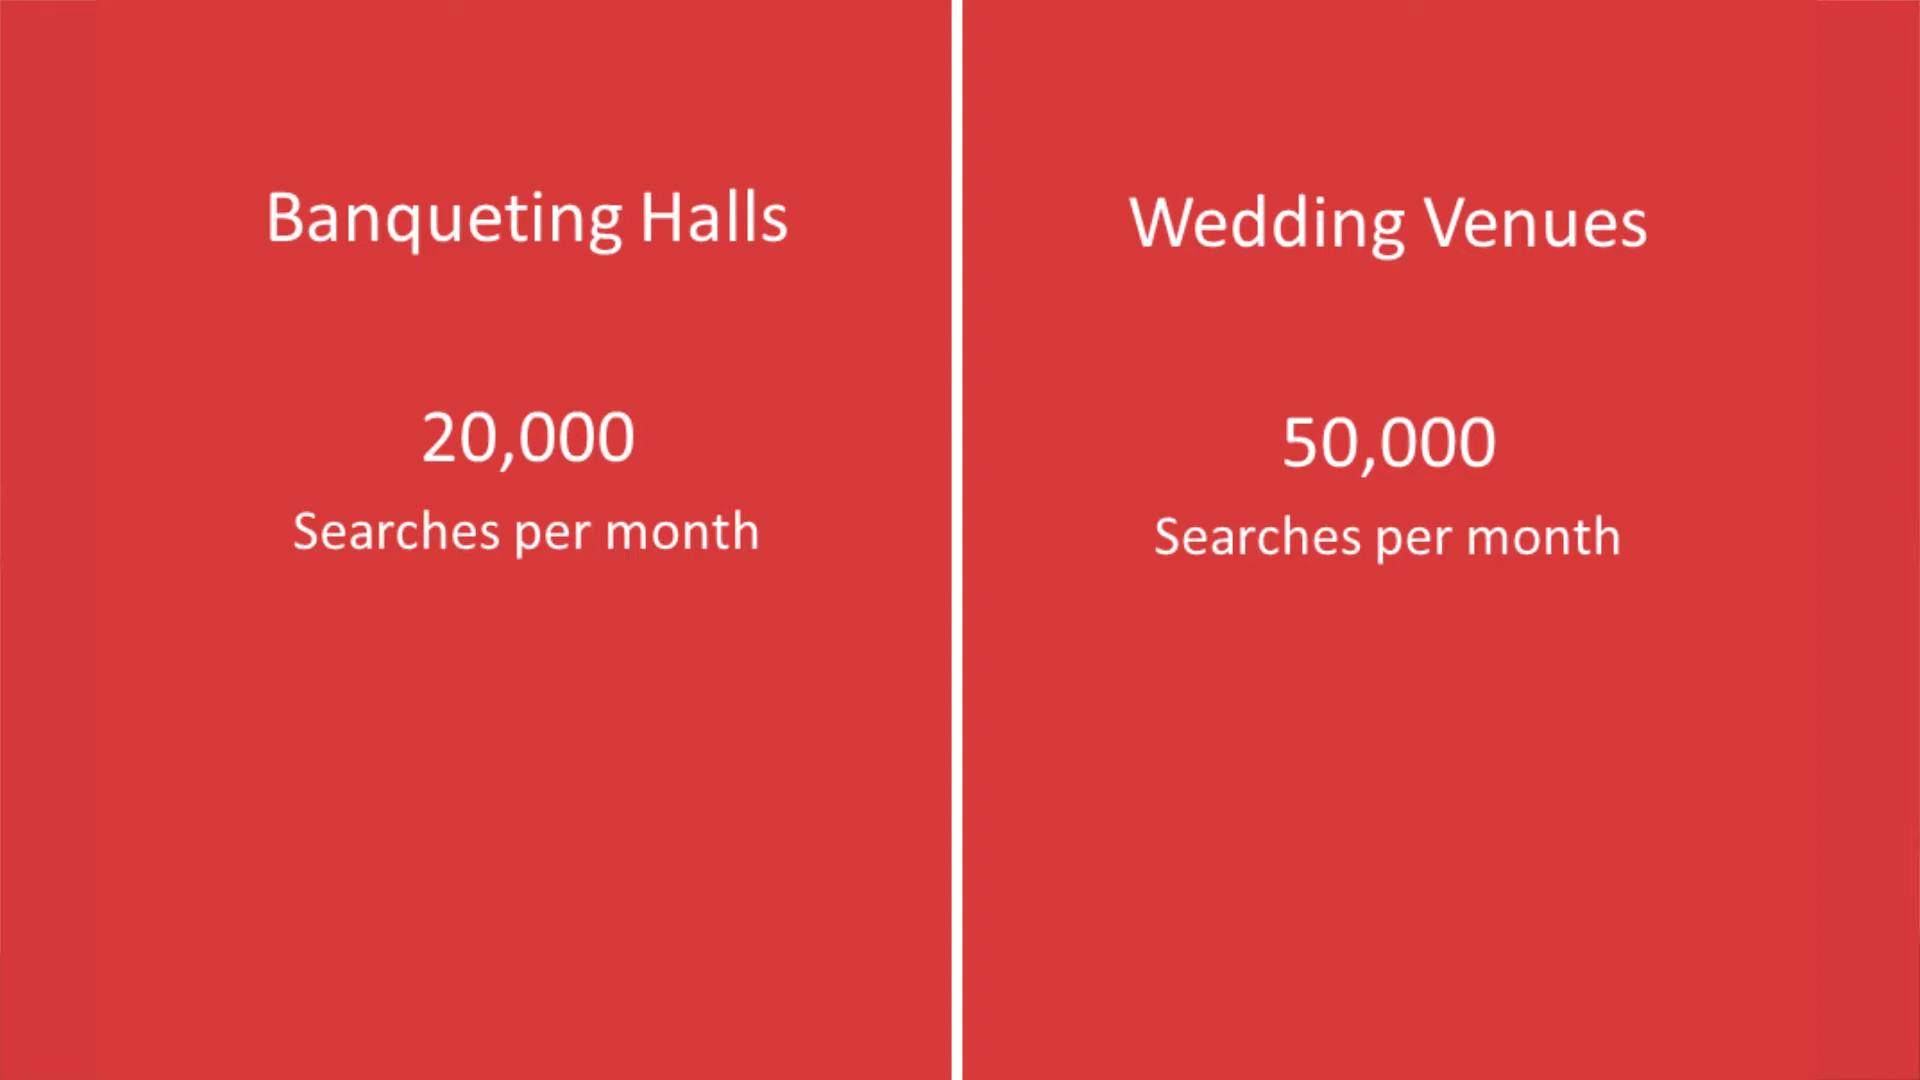 Banqueting Halls
20,000
Searches per month
Wedding Venues
50,000
Searches per month